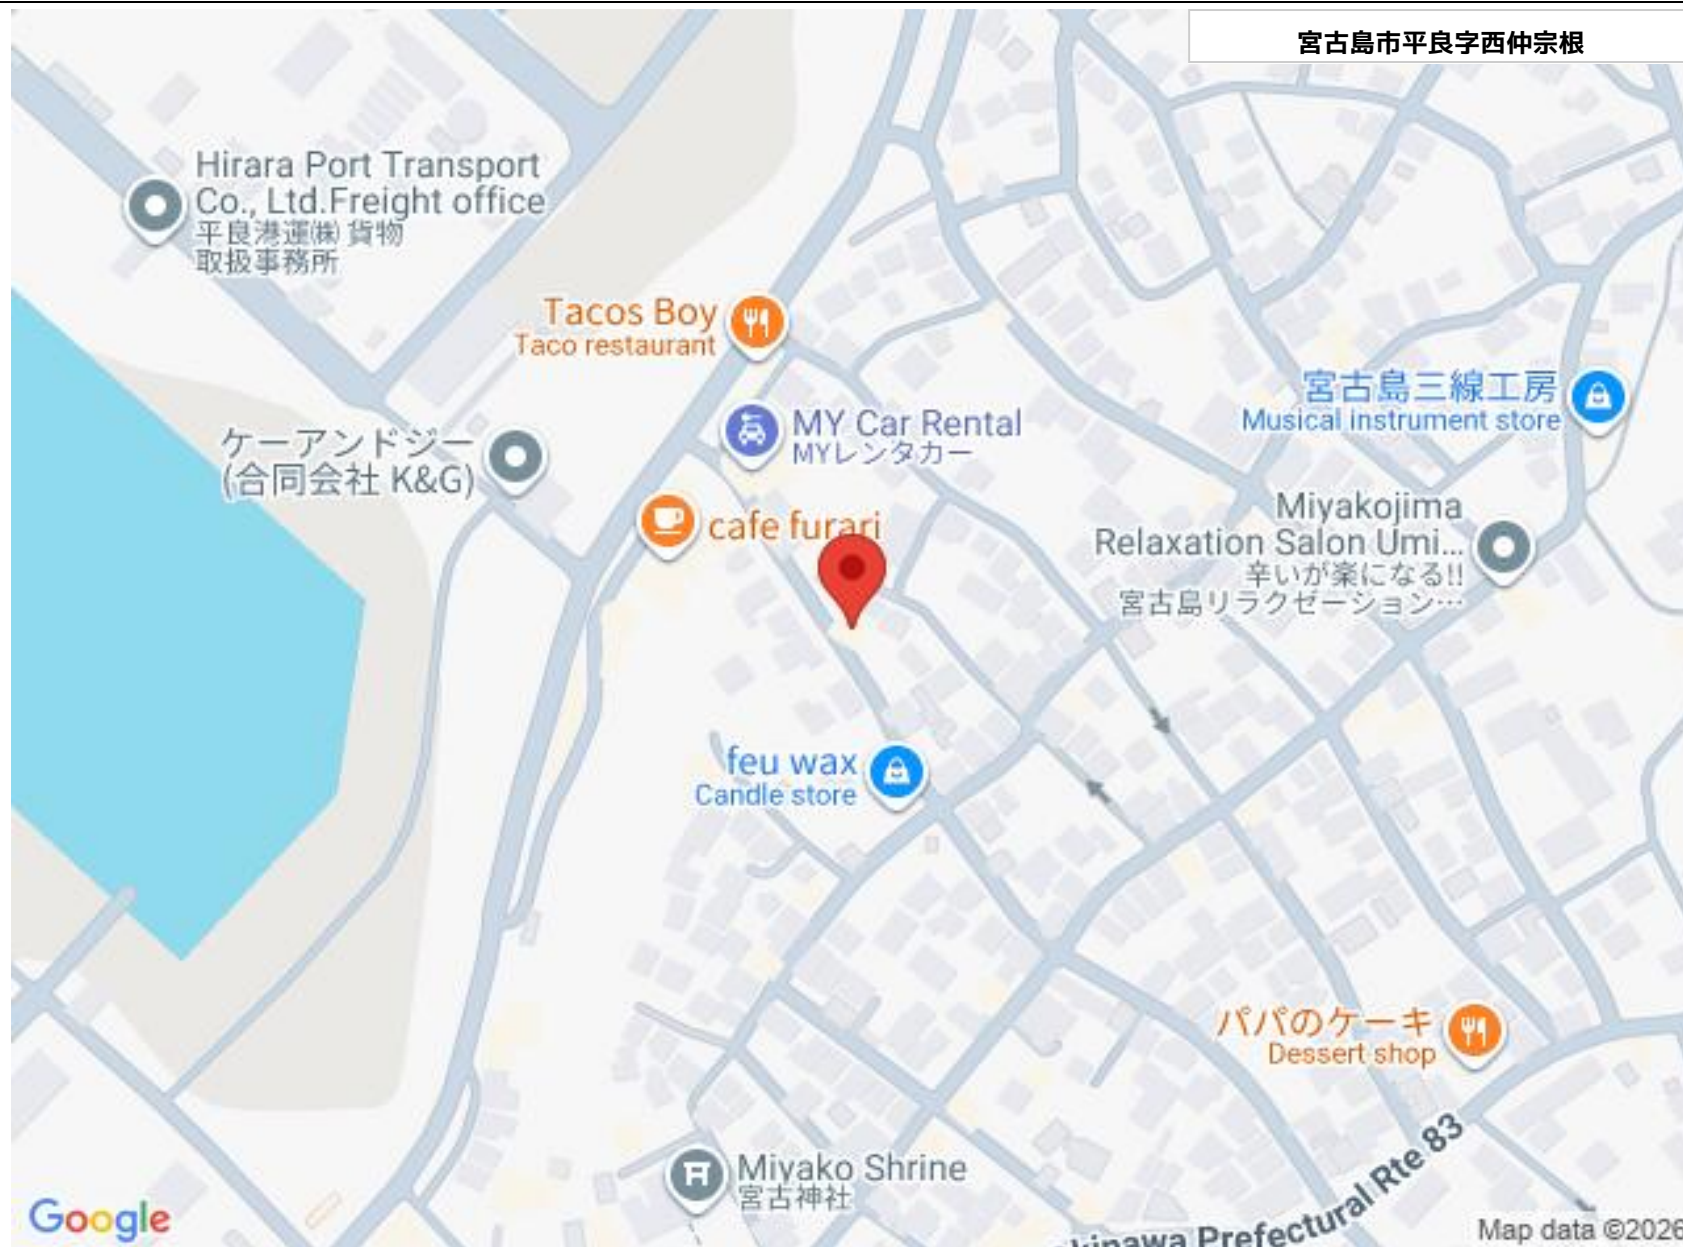 宮古島市平良字西仲宗根
Hirara Port Transport
Co., Ltd.Freight office
平良港運㈱ 貨物
取扱事務所
Tacos Boy
Taco restaurant
MY Car Rental
MYレンタカー
宮古島三線工房
Musical instrument store
ケーアンドジー
(合同会社 K&G)
cafe furari
Miyakojima
Relaxation Salon Umi...
辛いが楽になる!!
宮古島リラクゼーション…
feu wax
Candle store
パパのケーキ
Dessert shop
Miyako Shrine
宮古神社
Prefectural Rte 83
Google
Map data ©2026